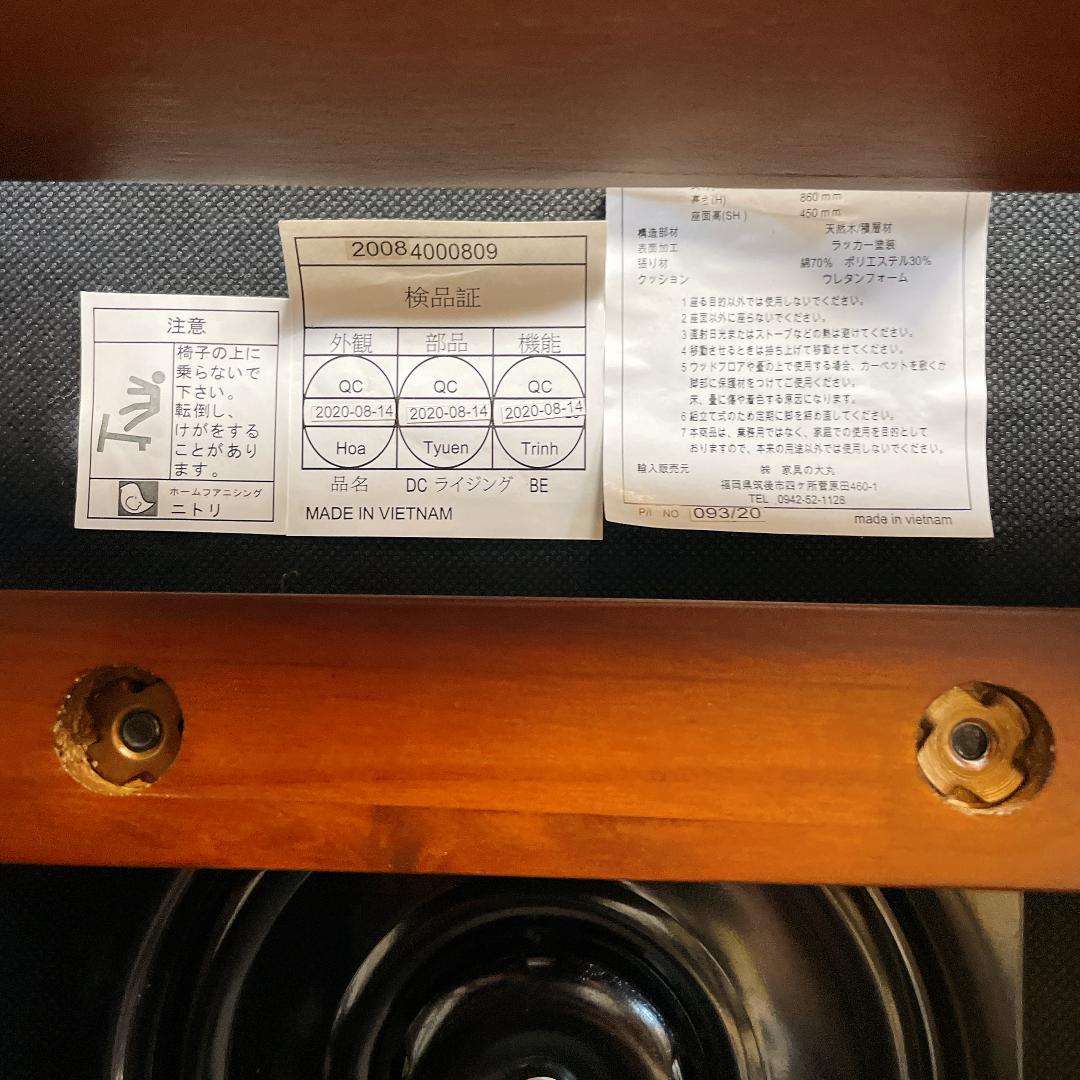 注意
椅子の上に
乗らないで
下さい。
転倒し、
けがをする
ことがあり
ます。
ホームファニシング
ニトリ
20084000809
検品証
外観 部品 機能
QC QC QC
2020-08-14 2020-08-14 2020-08-14
Hoa Tyuen Trinh
品名 DC ライジング BE
MADE IN VIETNAM
高さ(H) 860mm
座面高(SH) 450mm
構造部材 天然木/積層材
表面加工 ラッカー塗装
張り材 綿70% ポリエステル30%
クッション ウレタンフォーム
1 座る目的以外では使用しないでください。
2 座面以外に座らないでください。
3 直射日光またはストーブなどの熱は避けてください。
4 移動させるときは持ち上げて移動させてください。
5 ウッドフロアや畳の上で使用する場合、カーペットを敷くか
脚部に保護材をつけてご使用ください。
床、畳に傷や着色する原因になります。
6 組立て式のため定期に脚を締め直してください。
7 本商品は、業務用ではなく、家庭での使用を目的として
おりますので、本来の用途以外では使用しないでください。
輸入販売元 ㈱ 家具の大丸
福岡県筑後市四ヶ所菅原田460-1
TEL 0942-52-1128
P/I NO 093/20 made in vietnam